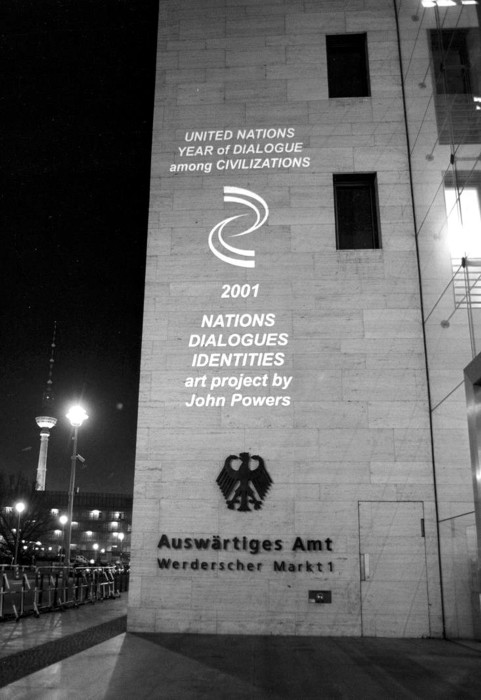 UNITED NATIONS
YEAR of DIALOGUE
among CIVILIZATIONS
2001
NATIONS
DIALOGUES
IDENTITIES
art project by
John Powers
Auswärtiges Amt
Werderscher Markt 1